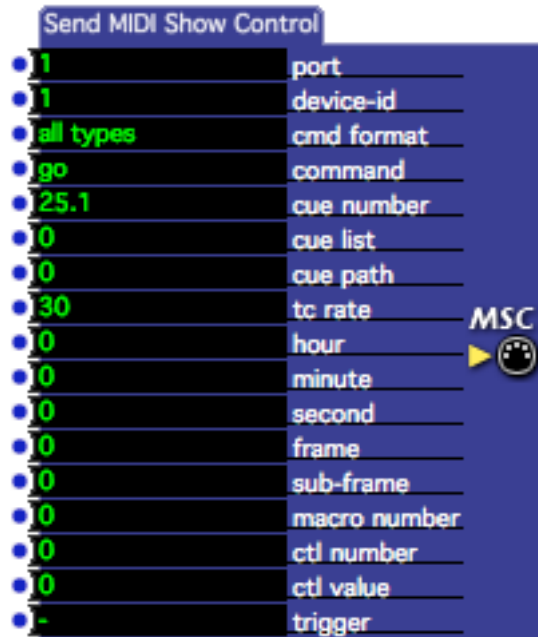 Send MIDI Show Control
1 port
1 device-id
all types cmd format
go command
25.1 cue number
0 cue list
0 cue path
30 tc rate
MSC
0 hour
0 minute
0 second
0 frame
0 sub-frame
0 macro number
0 ctl number
0 ctl value
- trigger